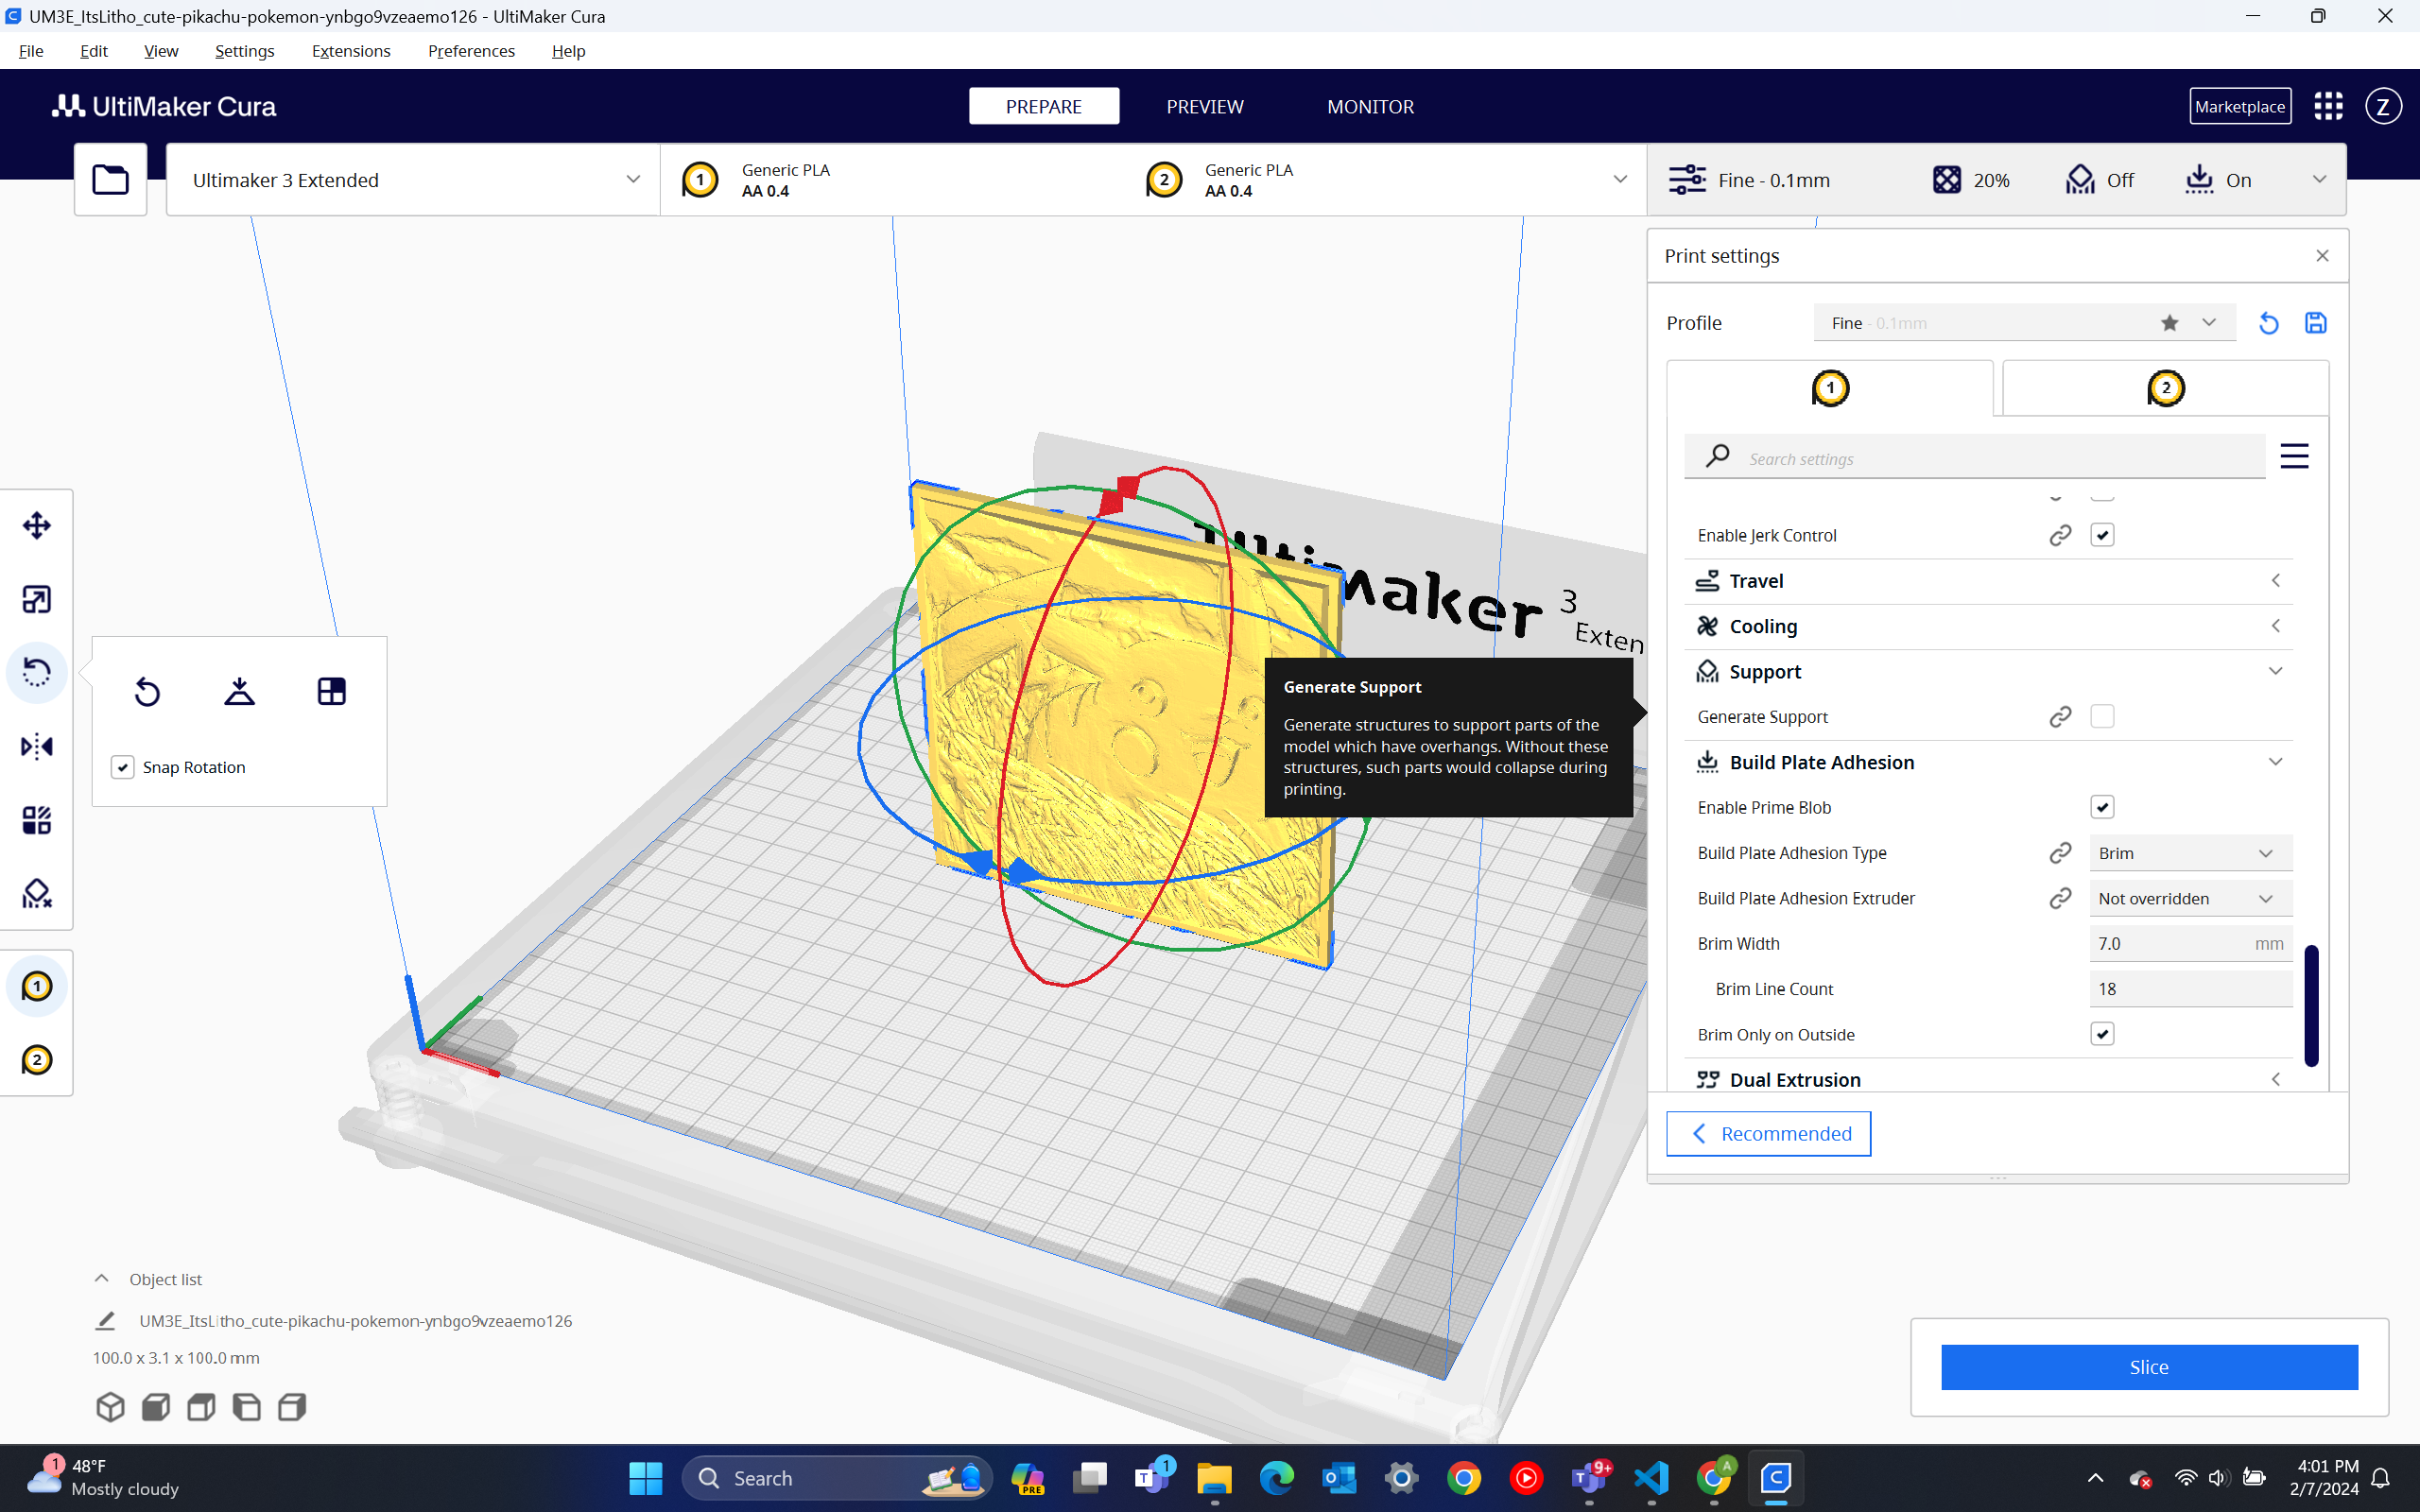 UM3E_ItsLitho_cute-pikachu-pokemon-ynbgo9vzeaemo126 - UltiMaker Cura
File Edit View Settings Extensions Preferences Help
UltiMaker Cura
PREPARE PREVIEW MONITOR
Marketplace
Z
Ultimaker 3 Extended
1 Generic PLA
AA 0.4
2 Generic PLA
AA 0.4
Fine - 0.1mm 20% Off On
Print settings
Profile Fine - 0.1mm
1 2
Search settings
Enable Jerk Control
Travel
Cooling
Support
Generate Support
Build Plate Adhesion
Enable Prime Blob
Build Plate Adhesion Type Brim
Build Plate Adhesion Extruder Not overridden
Brim Width 7.0 mm
Brim Line Count 18
Brim Only on Outside
Dual Extrusion
Recommended
UltiMaker 3
Exten
Generate Support
Generate structures to support parts of the
model which have overhangs. Without these
structures, such parts would collapse during
printing.
Snap Rotation
1
2
Object list
UM3E_ItsLitho_cute-pikachu-pokemon-ynbgo9vzeaemo126
100.0 x 3.1 x 100.0 mm
Slice
1
48°F
Mostly cloudy
Search
PRE
1
9+
A
4:01 PM
2/7/2024